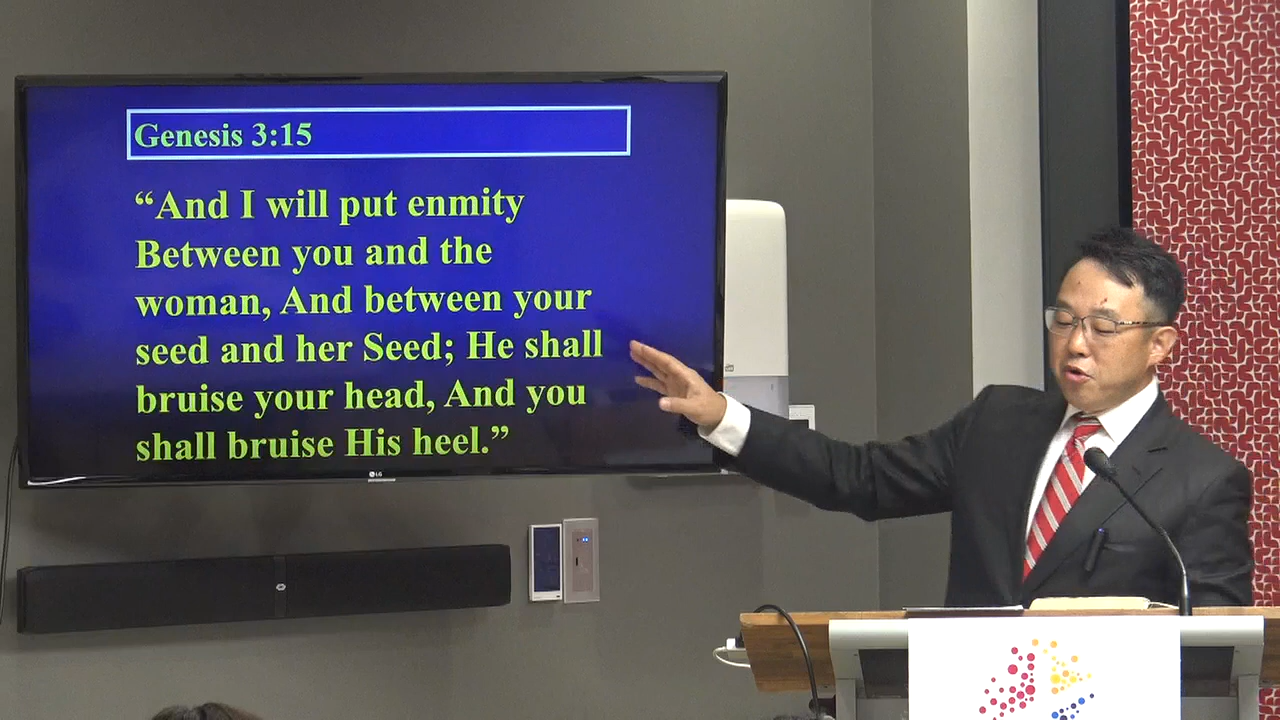 Genesis 3:15
“And I will put enmity
Between you and the
woman, And between your
seed and her Seed; He shall
bruise your head, And you
shall bruise His heel.”
LG